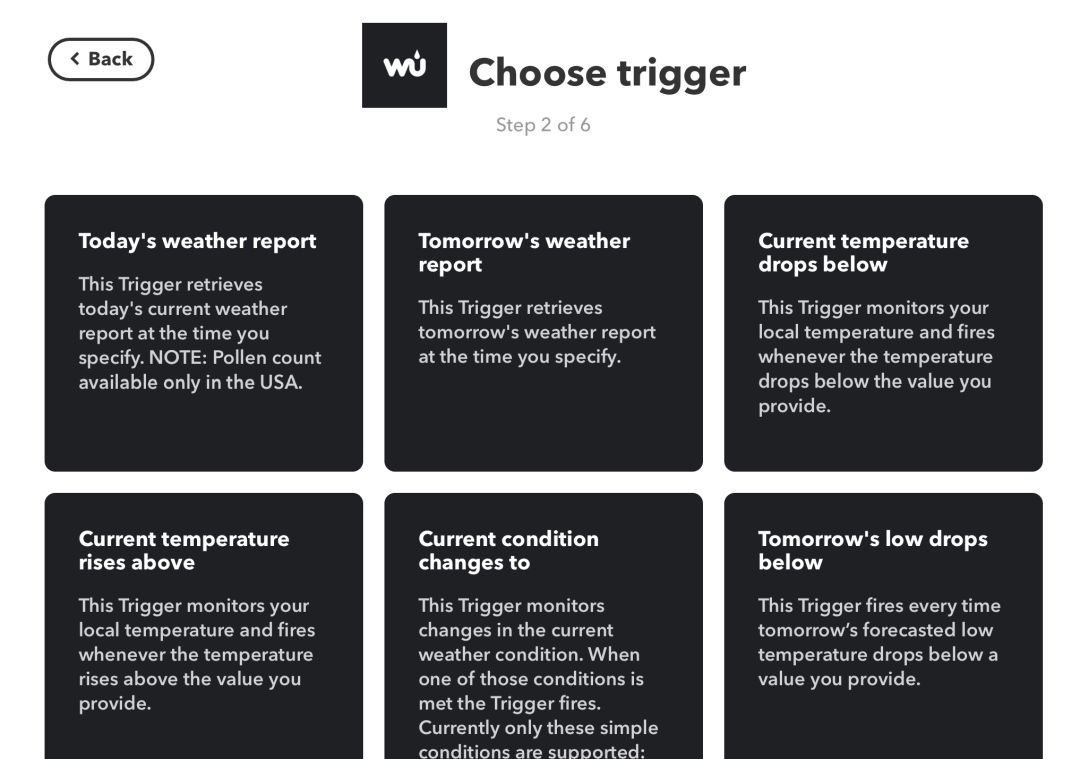 Back
wu
Choose trigger
Step 2 of 6
Today's weather report
This Trigger retrieves
today's current weather
report at the time you
specify. NOTE: Pollen count
available only in the USA.
Tomorrow's weather
report
This Trigger retrieves
tomorrow's weather report
at the time you specify.
Current temperature
drops below
This Trigger monitors your
local temperature and fires
whenever the temperature
drops below the value you
provide.
Current temperature
rises above
This Trigger monitors your
local temperature and fires
whenever the temperature
rises above the value you
provide.
Current condition
changes to
This Trigger monitors
changes in the current
weather condition. When
one of those conditions is
met the Trigger fires.
Currently only these simple
conditions are supported:
Tomorrow's low drops
below
This Trigger fires every time
tomorrow’s forecasted low
temperature drops below a
value you provide.